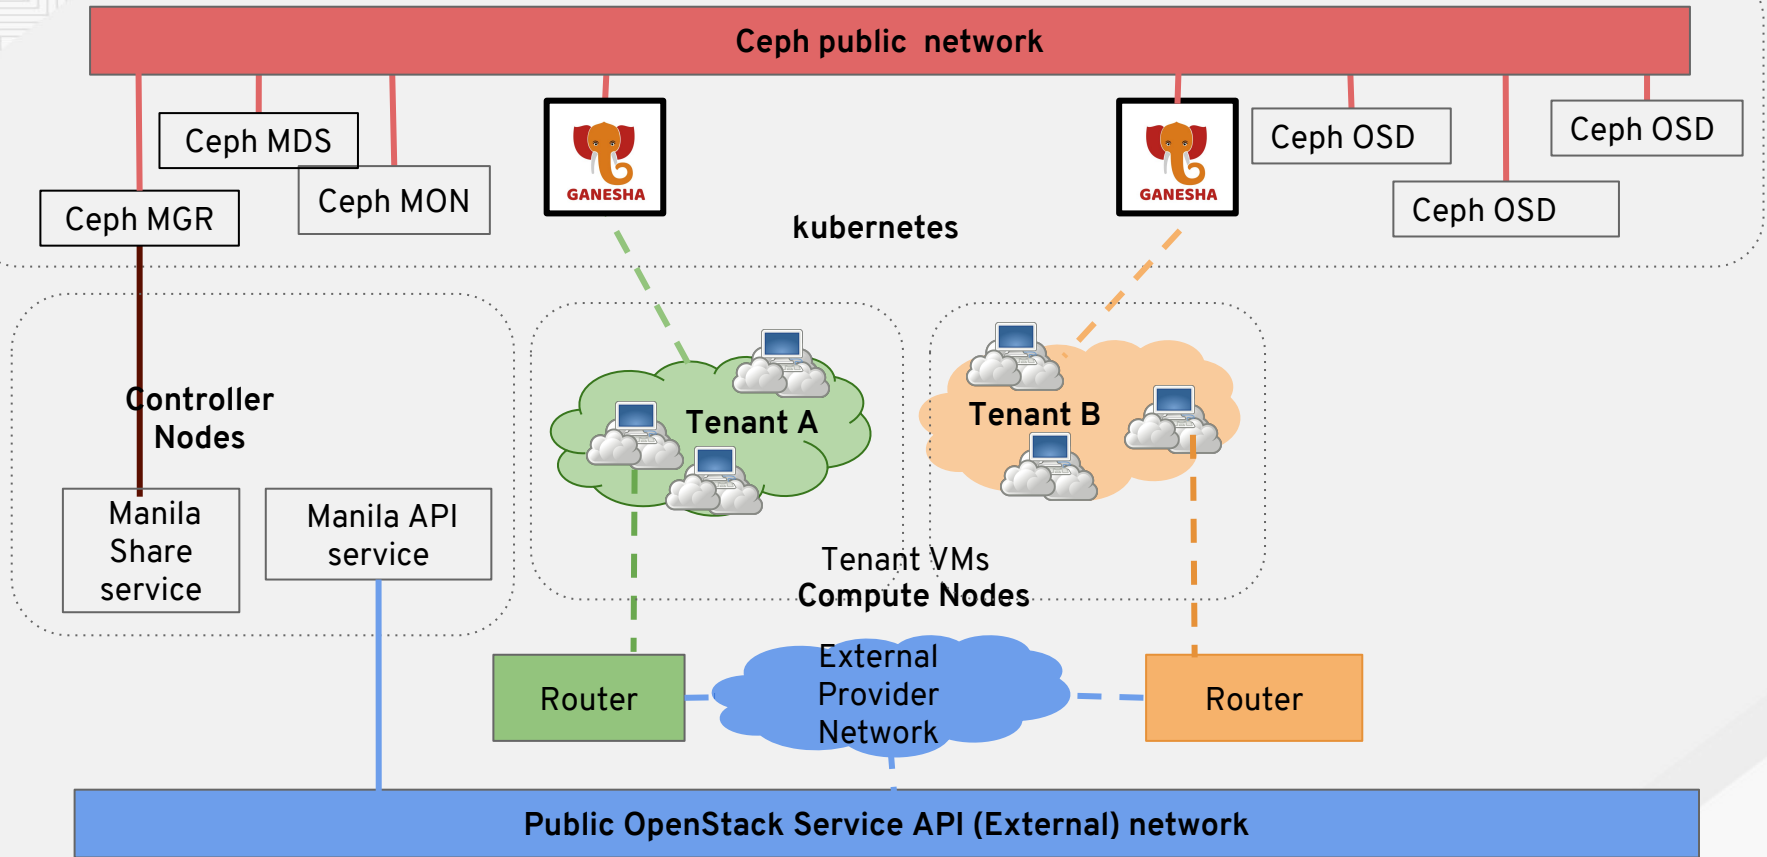 Ceph public  network
Ceph MDS
Ceph MON
Ceph MGR
GANESHA
GANESHA
Ceph OSD
Ceph OSD
Ceph OSD
kubernetes
Controller
Nodes
Manila
Share
service
Manila API
service
Tenant A
Tenant B
Tenant VMs
Compute Nodes
Router
External
Provider
Network
Router
Public OpenStack Service API (External) network